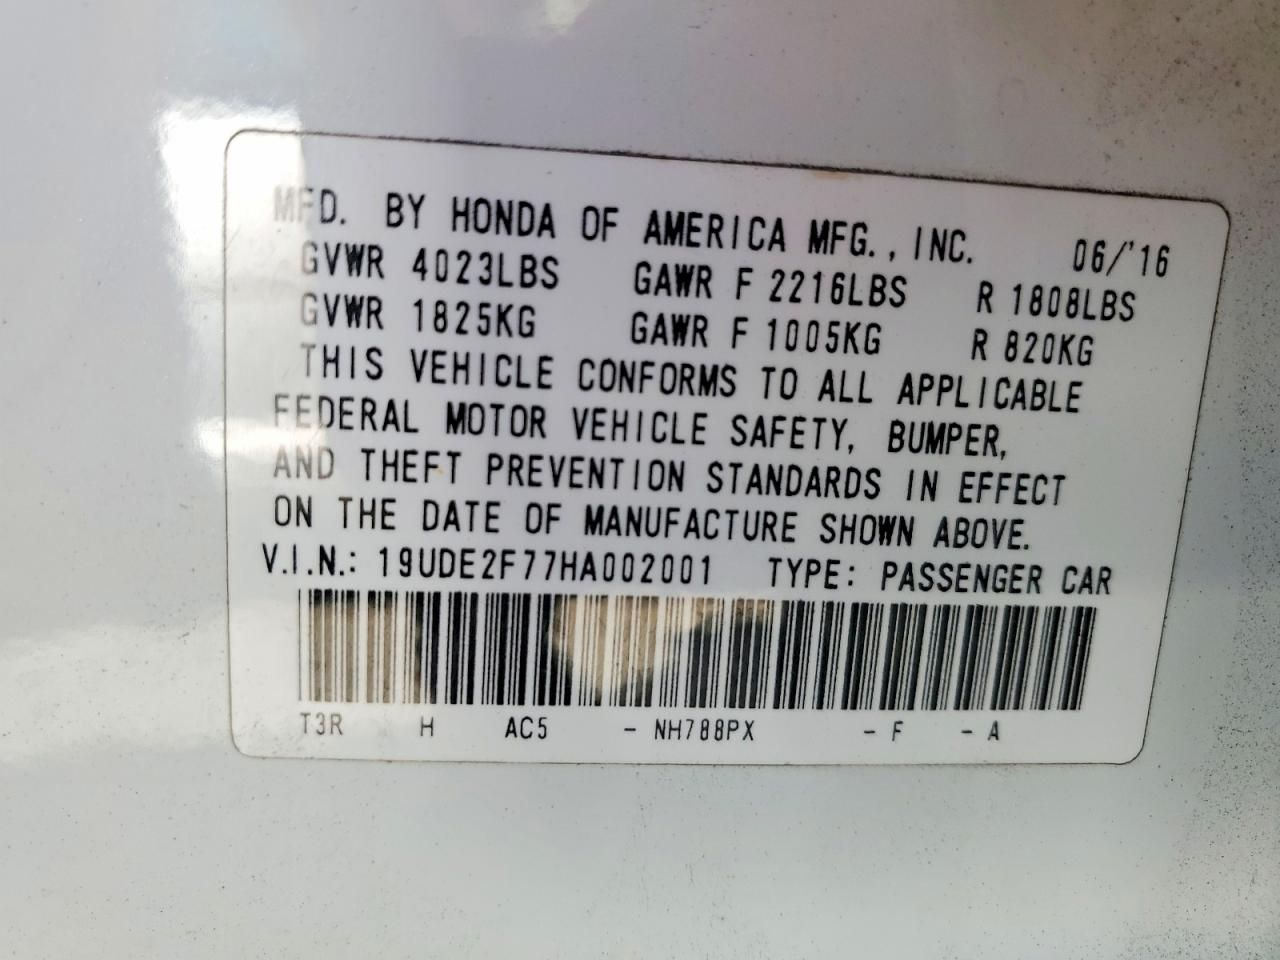 MFD. BY HONDA OF AMERICA MFG., INC. 06/'16
GVWR 4023LBS GAWR F 2216LBS R 1808LBS
GVWR 1825KG GAWR F 1005KG R 820KG
THIS VEHICLE CONFORMS TO ALL APPLICABLE
FEDERAL MOTOR VEHICLE SAFETY, BUMPER,
AND THEFT PREVENTION STANDARDS IN EFFECT
ON THE DATE OF MANUFACTURE SHOWN ABOVE.
V.I.N.: 19UDE2F77HA002001 TYPE: PASSENGER CAR
T3R H AC5 - NH788PX - F - A